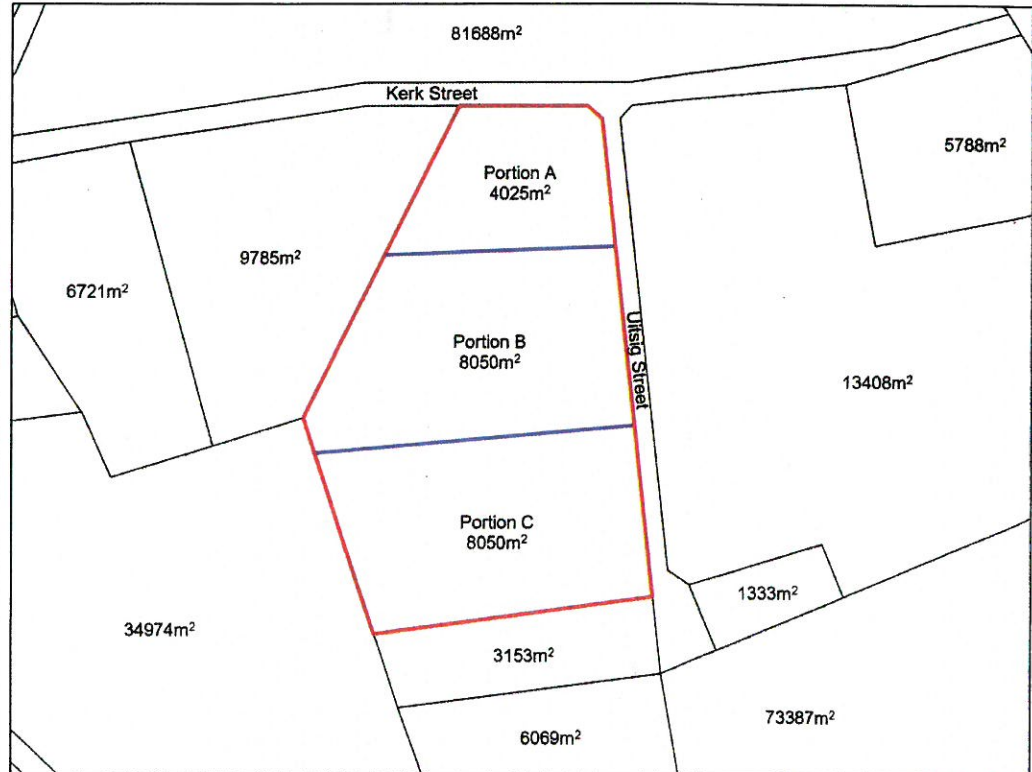 81688m²
Kerk Street
Portion A
4025m²
5788m²
9785m²
6721m²
Uitsig Street
Portion B
8050m²
13408m²
Portion C
8050m²
1333m²
34974m²
3153m²
73387m²
6069m²